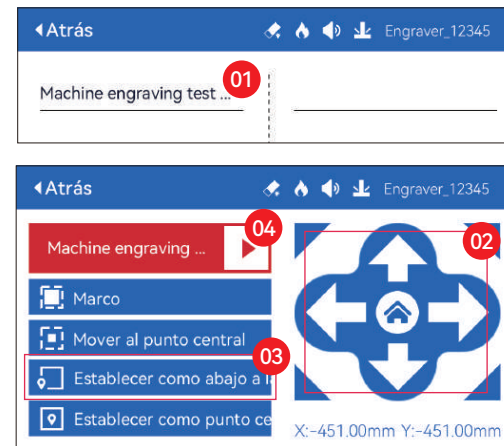 Atrás Engraver_12345
01
Machine engraving test ...
Atrás Engraver_12345
04
Machine engraving ...
02
Marco
Mover al punto central
03
Establecer como abajo a
Establecer como punto ce
X:-451.00mm Y:-451.00mm